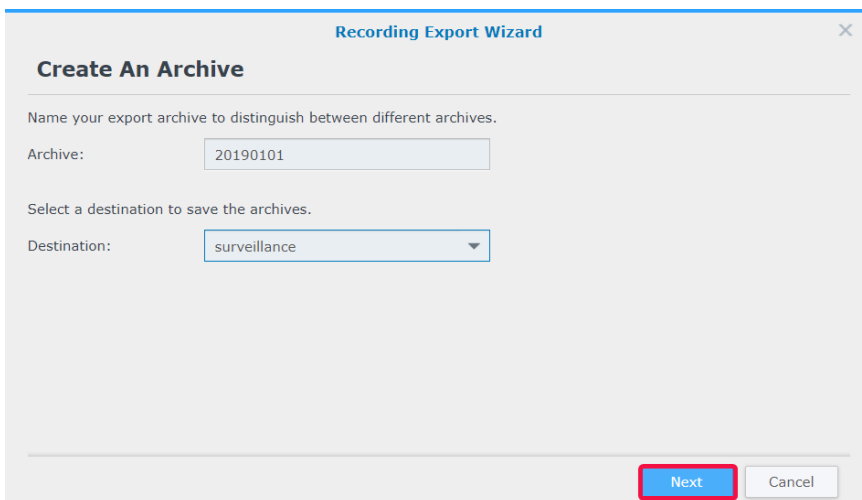 Recording Export Wizard
Create An Archive
Name your export archive to distinguish between different archives.
Archive: 20190101
Select a destination to save the archives.
Destination: surveillance
Next Cancel